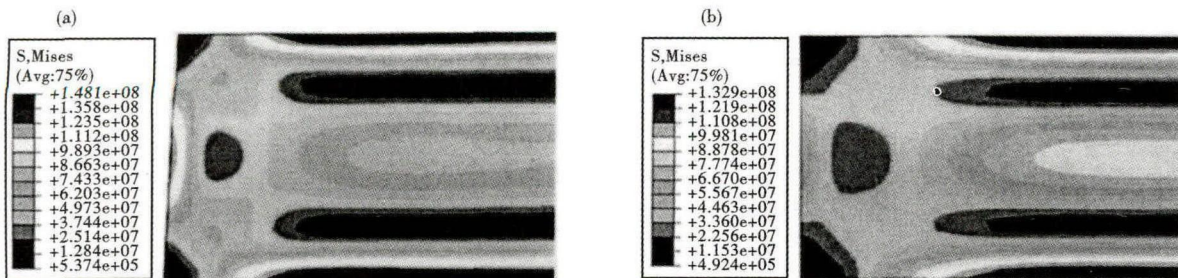 (a)
S,Mises
(Avg:75%)
+1.481e+08
+1.358e+08
+1.235e+08
+1.112e+08
+9.893e+07
+8.663e+07
+7.433e+07
+6.203e+07
+4.973e+07
+3.744e+07
+2.514e+07
+1.284e+07
+5.374e+05
(b)
S,Mises
(Avg:75%)
+1.329e+08
+1.219e+08
+1.108e+08
+9.981e+07
+8.878e+07
+7.774e+07
+6.670e+07
+5.567e+07
+4.463e+07
+3.360e+07
+2.256e+07
+1.153e+07
+4.924e+05